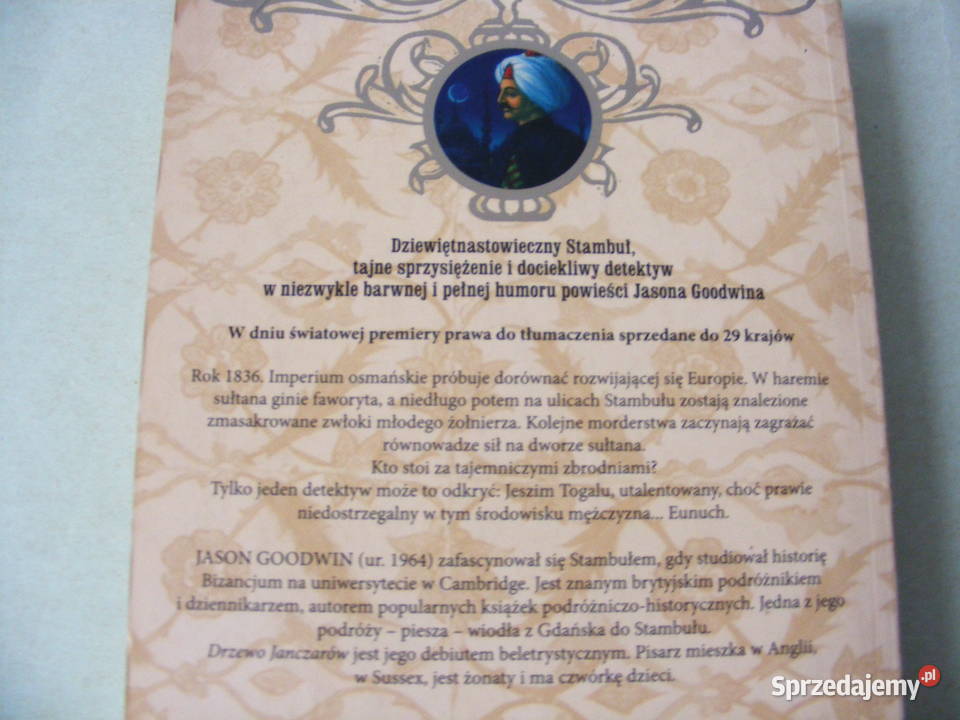 Dziewiętnastowieczny Stambuł,
tajne sprzysiężenie i dociekliwy detektyw
w niezwykle barwnej i pełnej humoru powieści Jasona Goodwina
W dniu światowej premiery prawa do tłumaczenia sprzedane do 29 krajów
Rok 1836. Imperium osmańskie próbuje dorównać rozwijającej się Europie. W haremie
sułtana ginie faworyta, a niedługo potem na ulicach Stambułu zostają znalezione
zmasakrowane zwłoki młodego żołnierza. Kolejne morderstwa zaczynają zagrażać
równowadze sił na dworze sułtana.
Kto stoi za tajemniczymi zbrodniami?
Tylko jeden detektyw może to odkryć: Jeszim Togalu, utalentowany, choć prawie
niedostrzegalny w tym środowisku mężczyzna... Eunuch.
JASON GOODWIN (ur. 1964) zafascynował się Stambułem, gdy studiował historię
Bizancjum na uniwersytecie w Cambridge. Jest znanym brytyjskim podróżnikiem
i dziennikarzem, autorem popularnych książek podróżniczo-historycznych. Jedna z jego
podróży – piesza – wiodła z Gdańska do Stambułu.
Drzewo Janczarów jest jego debiutem beletrystycznym. Pisarz mieszka w Anglii,
w Sussex, jest żonaty i ma czwórkę dzieci.
Sprzedajemy.pl